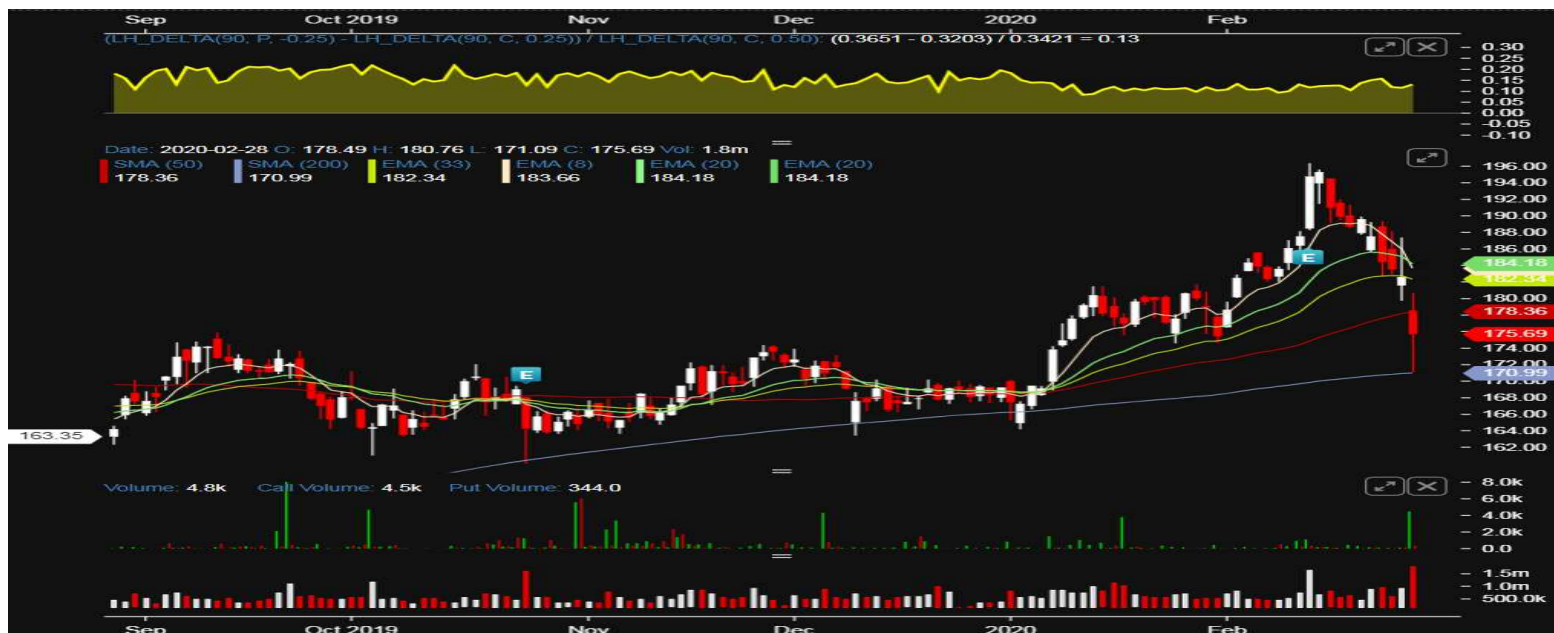 Sep Oct 2019 Nov Dec 2020 Feb
(LH_DELTA(90, P, -0.25) - LH_DELTA(90, C, 0.25)) / LH_DELTA(90, C, 0.50): (0.3651 - 0.3203) / 0.3421 = 0.13
0.30
0.25
0.20
0.15
0.10
0.05
0.00
-0.05
-0.10
Date: 2020-02-28 O: 178.49 H: 180.76 L: 171.09 C: 175.69 Vol: 1.8m
SMA (50) SMA (200) EMA (33) EMA (8) EMA (20) EMA (20)
178.36 170.99 182.34 183.66 184.18 184.18
196.00
194.00
192.00
190.00
188.00
186.00
184.18
182.34
180.00
178.36
175.69
174.00
172.00
170.99
170.00
168.00
166.00
164.00
162.00
E
E
163.35
Volume: 4.8k Call Volume: 4.5k Put Volume: 344.0
8.0k
6.0k
4.0k
2.0k
0.0
1.5m
1.0m
500.0k
Sep Oct 2019 Nov Dec 2020 Feb